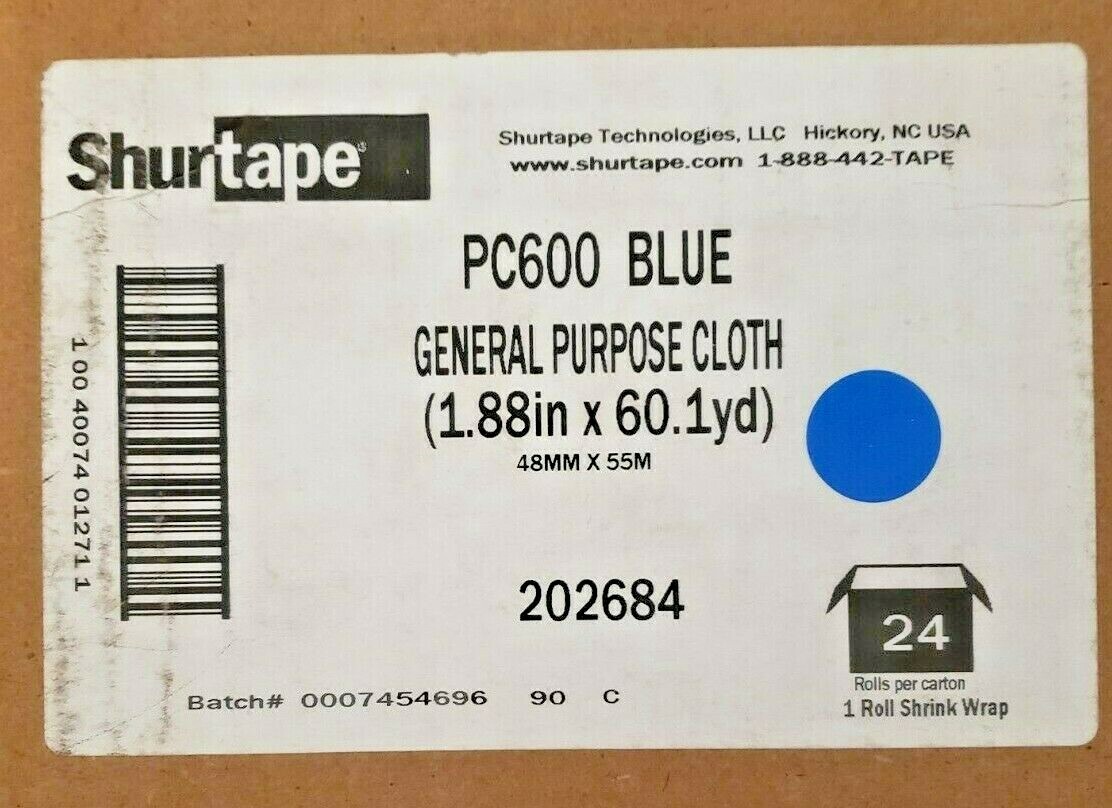 Shurtape®
Shurtape Technologies, LLC Hickory, NC USA
www.shurtape.com 1-888-442-TAPE
PC600 BLUE
GENERAL PURPOSE CLOTH
(1.88in x 60.1yd)
48MM X 55M
1 00 40074 01271 1
202684
24
Rolls per carton
1 Roll Shrink Wrap
Batch# 0007454696 90 C